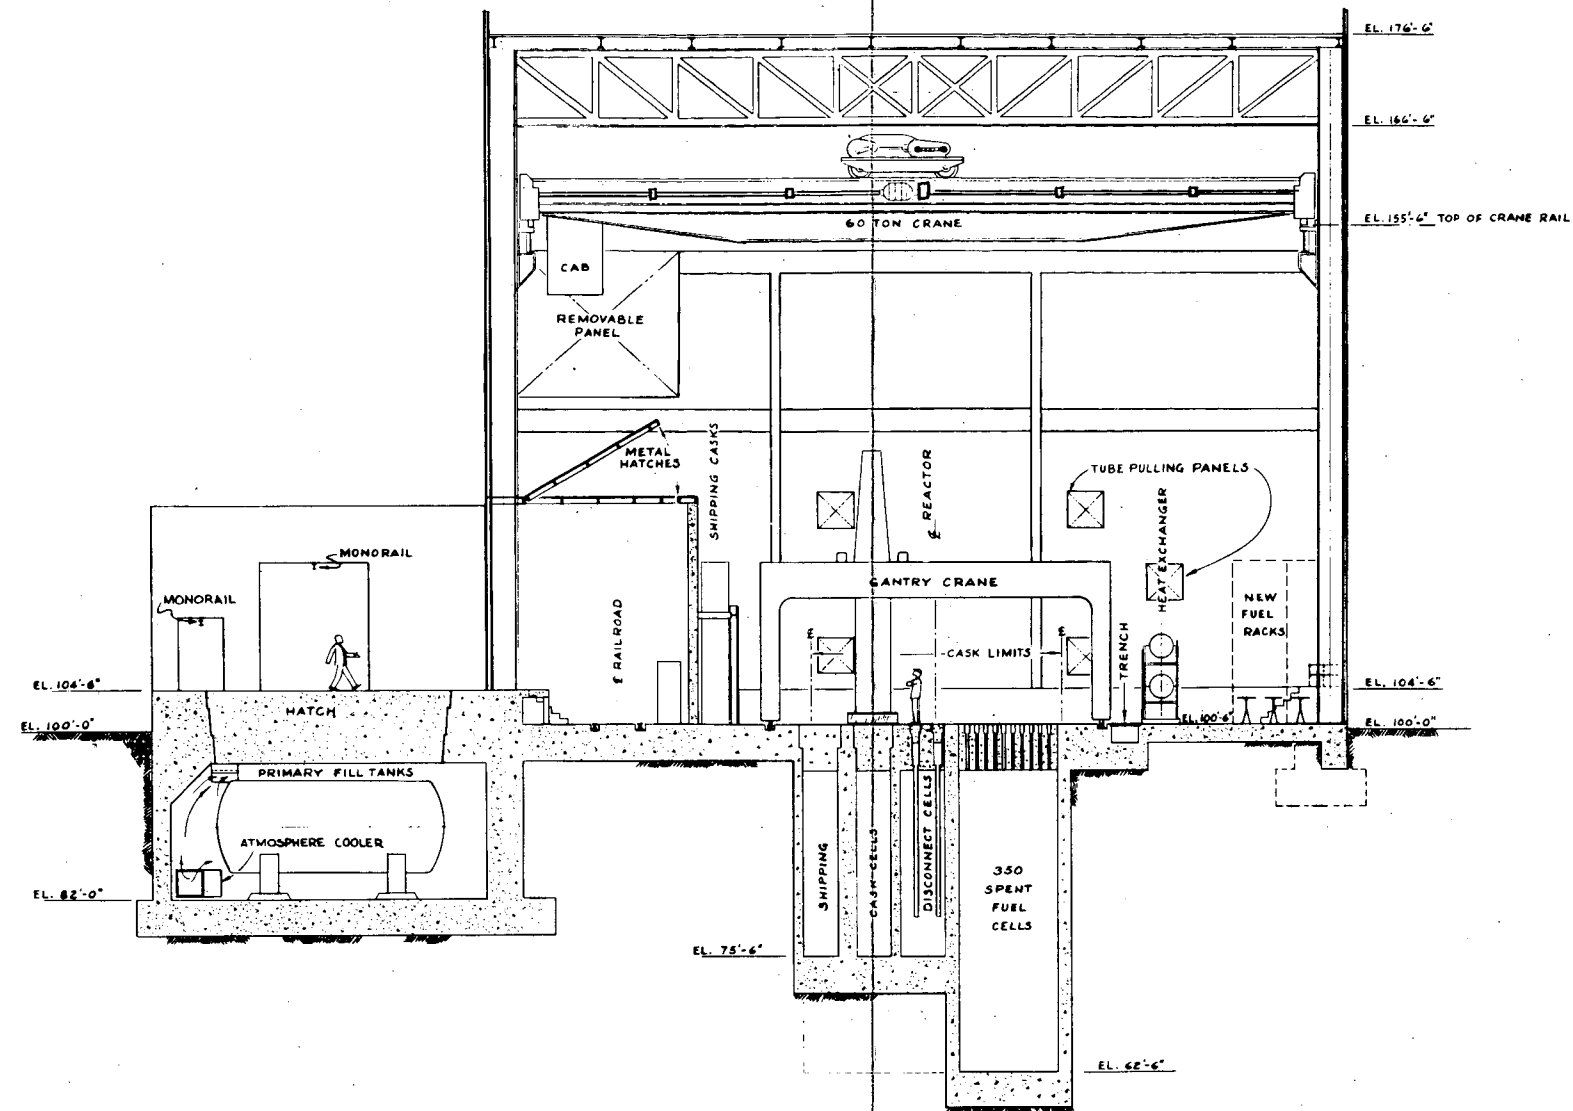 EL. 176'-6"
EL. 166'-6"
60 TON CRANE
EL. 155'-6" TOP OF CRANE RAIL
CAB
REMOVABLE
PANEL
METAL
HATCHES
SHIPPING CASKS
℄ REACTOR
TUBE PULLING PANELS
HEAT EXCHANGER
MONORAIL
GANTRY CRANE
MONORAIL
NEW
FUEL
RACKS
℄ RAILROAD
TRENCH
CASK LIMITS
EL. 104'-6"
EL. 104'-6"
HATCH
EL. 100'-0"
EL. 100'-6"
EL. 100'-0"
PRIMARY FILL TANKS
ATMOSPHERE COOLER
SHIPPING
CASK CELLS
DISCONNECT CELLS
350
SPENT
FUEL
CELLS
EL. 82'-0"
EL. 75'-6"
EL. 62'-6"